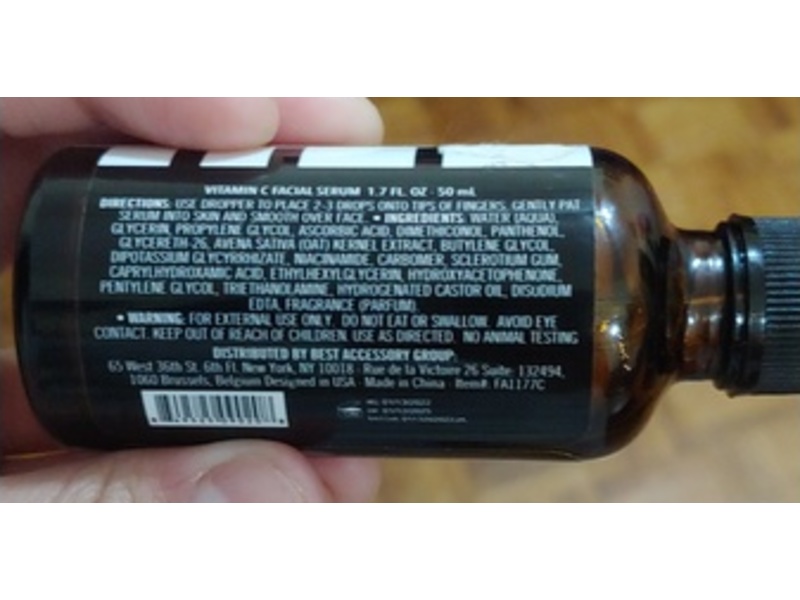 VITAMIN C FACIAL SERUM 1.7 FL. OZ - 50 mL
DIRECTIONS: USE DROPPER TO PLACE 2-3 DROPS ONTO TIPS OF FINGERS. GENTLY PAT
SERUM INTO SKIN AND SMOOTH OVER FACE. • INGREDIENTS: WATER (AQUA),
GLYCERIN, PROPYLENE GLYCOL, ASCORBIC ACID, DIMETHICONOL, PANTHENOL,
GLYCERETH-26, AVENA SATIVA (OAT) KERNEL EXTRACT, BUTYLENE GLYCOL,
DIPOTASSIUM GLYCYRRHIZATE, NIACINAMIDE, CARBOMER, SCLEROTIUM GUM,
CAPRYLHYDROXAMIC ACID, ETHYLHEXYLGLYCERIN, HYDROXYACETOPHENONE,
PENTYLENE GLYCOL, TRIETHANOLAMINE, HYDROGENATED CASTOR OIL, DISUDIUM
EDTA, FRAGRANCE (PARFUM).
• WARNING: FOR EXTERNAL USE ONLY. DO NOT EAT OR SWALLOW. AVOID EYE
CONTACT. KEEP OUT OF REACH OF CHILDREN. USE AS DIRECTED. NO ANIMAL TESTING
DISTRIBUTED BY BEST ACCESSORY GROUP:
65 West 36th St. 6th Fl. New York, NY, 10018 - Rue de la Victoire 26 Suite: 132494,
1060 Brussels, Belgium Designed in USA - Made in China - Item#: FA1177C